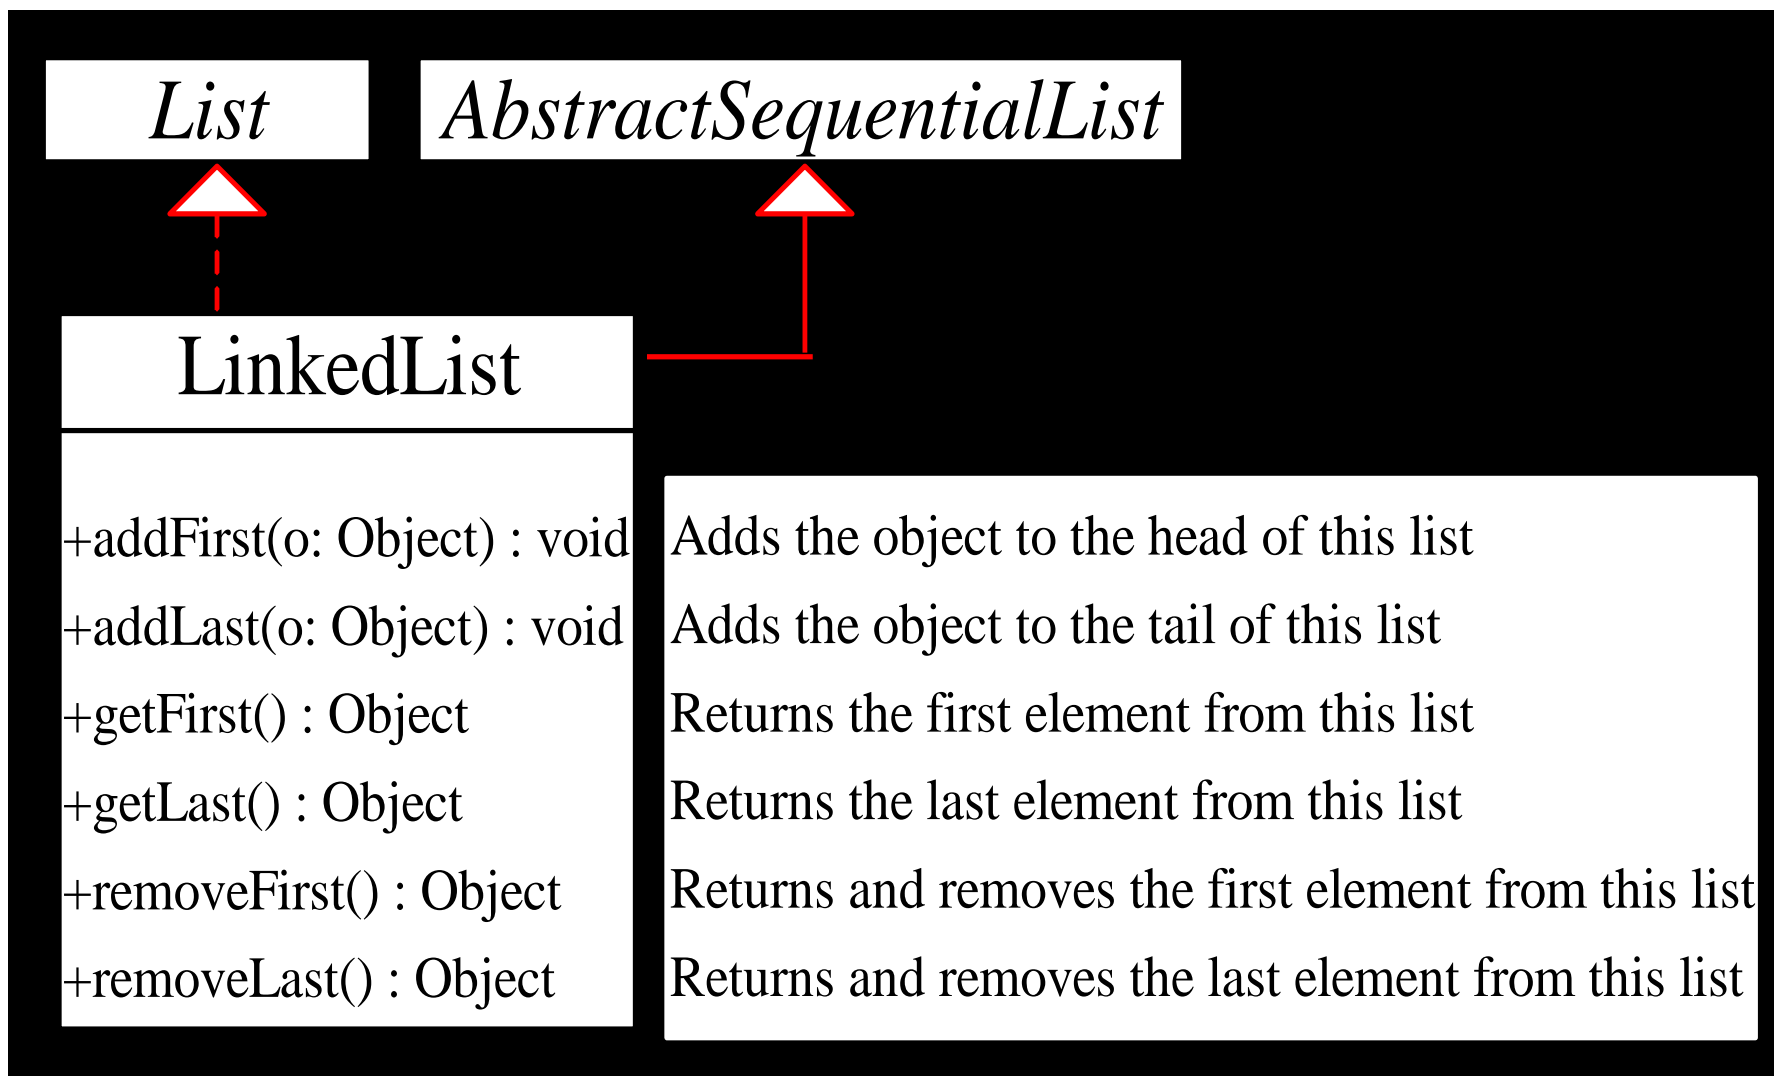 List
AbstractSequentialList
LinkedList
+addFirst(o: Object) : void
+addLast(o: Object) : void
+getFirst() : Object
+getLast() : Object
+removeFirst() : Object
+removeLast() : Object
Adds the object to the head of this list
Adds the object to the tail of this list
Returns the first element from this list
Returns the last element from this list
Returns and removes the first element from this list
Returns and removes the last element from this list